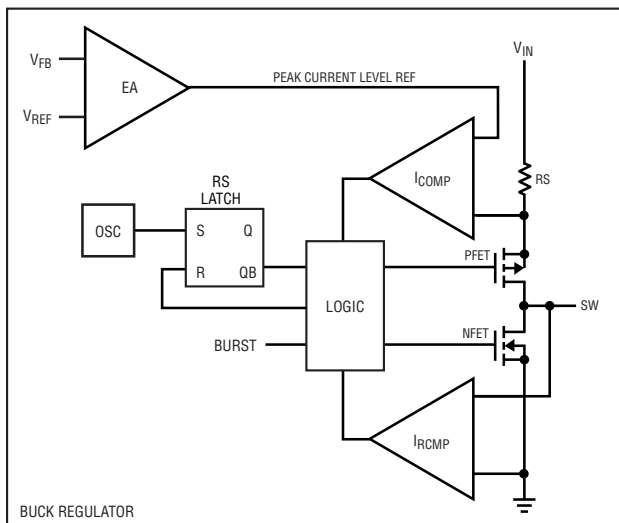 V_IN
V_FB
EA
PEAK CURRENT LEVEL REF
V_REF
I_COMP
RS
RS
LATCH
OSC
S
Q
R
QB
PFET
LOGIC
SW
BURST
NFET
I_RCMP
BUCK REGULATOR